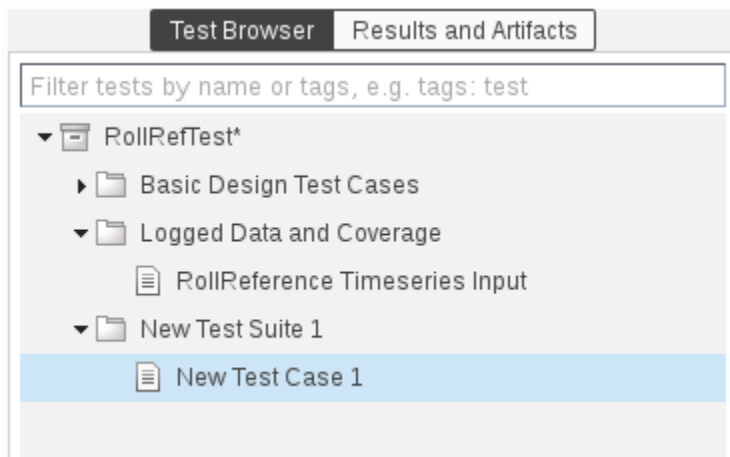 Test Browser Results and Artifacts
Filter tests by name or tags, e.g. tags: test
RollRefTest*
Basic Design Test Cases
Logged Data and Coverage
RollReference Timeseries Input
New Test Suite 1
New Test Case 1